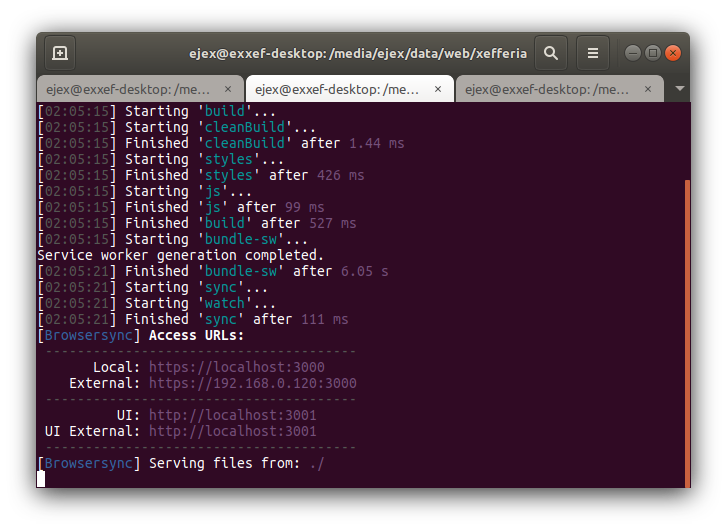 ejex@exxef-desktop: /media/ejex/data/web/xefferia
ejex@exxef-desktop: /me... × ejex@exxef-desktop: /me... × ejex@exxef-desktop: /me... ×
[02:05:15] Starting 'build'...
[02:05:15] Starting 'cleanBuild'...
[02:05:15] Finished 'cleanBuild' after 1.44 ms
[02:05:15] Starting 'styles'...
[02:05:15] Finished 'styles' after 426 ms
[02:05:15] Starting 'js'...
[02:05:15] Finished 'js' after 99 ms
[02:05:15] Finished 'build' after 527 ms
[02:05:15] Starting 'bundle-sw'...
Service worker generation completed.
[02:05:21] Finished 'bundle-sw' after 6.05 s
[02:05:21] Starting 'sync'...
[02:05:21] Starting 'watch'...
[02:05:21] Finished 'sync' after 111 ms
[Browsersync] Access URLs:
---------------------------------------
Local: https://localhost:3000
External: https://192.168.0.120:3000
---------------------------------------
UI: http://localhost:3001
UI External: http://localhost:3001
---------------------------------------
[Browsersync] Serving files from: ./